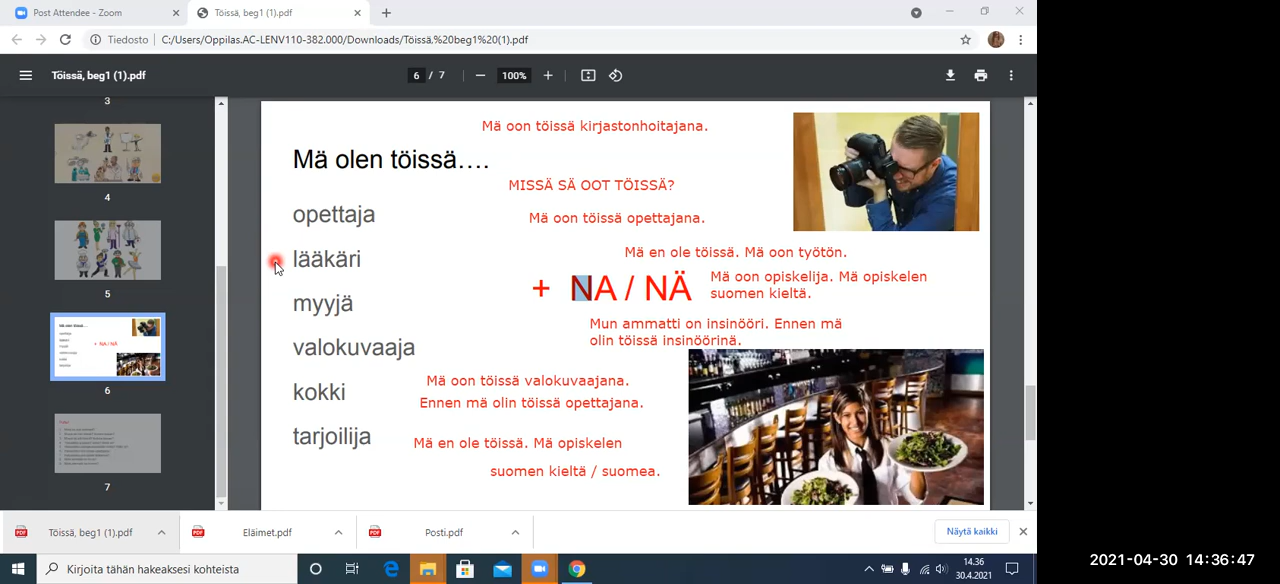 Post Attendee - Zoom
Töissä, beg1 (1).pdf
Tiedosto
C:/Users/Oppilas.AC-LENV110-382.000/Downloads/Töissä,%20beg1%20(1).pdf
Töissä, beg1 (1).pdf
6 / 7
100%
3
4
5
6
7
Mä oon töissä kirjastonhoitajana.
Mä olen töissä....
MISSÄ SÄ OOT TÖISSÄ?
opettaja
Mä oon töissä opettajana.
Mä en ole töissä. Mä oon työtön.
lääkäri
+ NA / NÄ
Mä oon opiskelija. Mä opiskelen
suomen kieltä.
myyjä
Mun ammatti on insinööri. Ennen mä
olin töissä insinöörinä.
valokuvaaja
Mä oon töissä valokuvaajana.
kokki
Ennen mä olin töissä opettajana.
tarjoilija
Mä en ole töissä. Mä opiskelen
suomen kieltä / suomea.
Töissä, beg1 (1).pdf
Eläimet.pdf
Posti.pdf
Näytä kaikki
Kirjoita tähän hakeaksesi kohteista
14.36
30.4.2021
2021-04-30 14:36:47